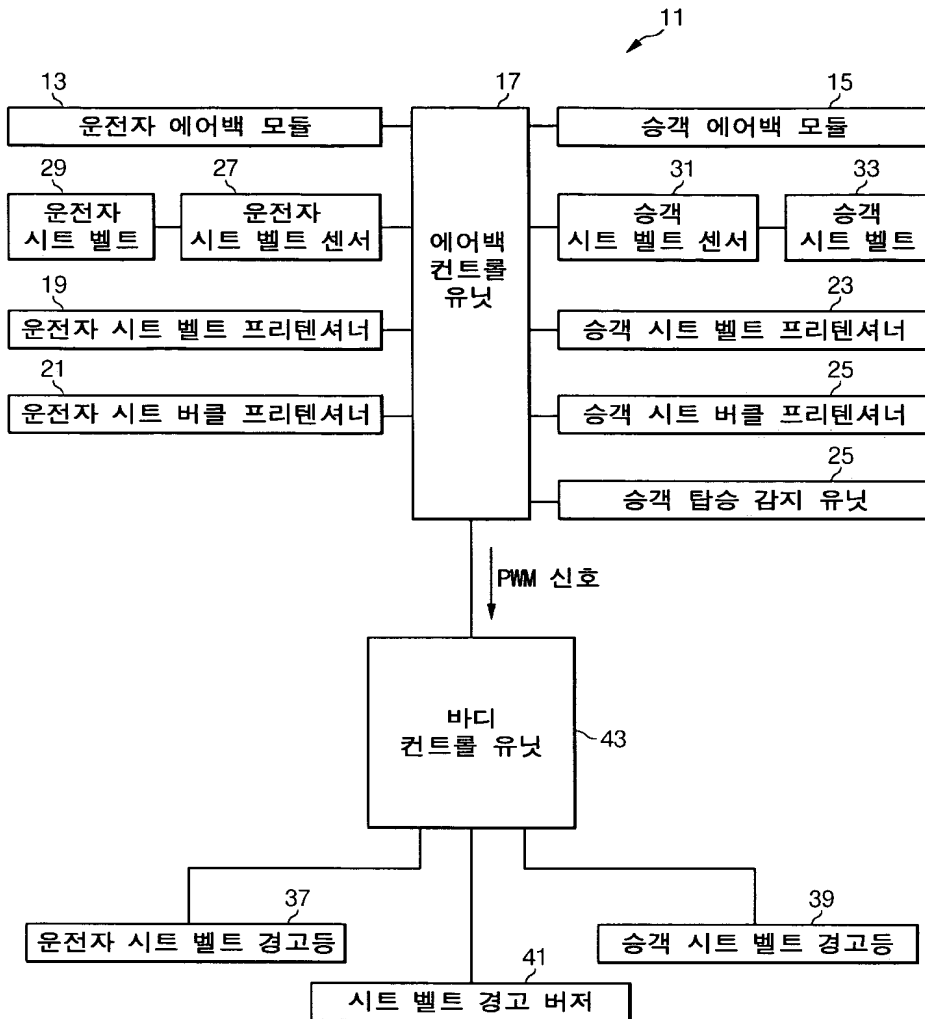 11
13
17
15
운전자 에어백 모듈
승객 에어백 모듈
29
27
31
33
운전자
시트 벨트
운전자
시트 벨트 센서
에어백
컨트롤
유닛
승객
시트 벨트 센서
승객
시트 벨트
19
23
운전자 시트 벨트 프리텐셔너
승객 시트 벨트 프리텐셔너
21
25
운전자 시트 버클 프리텐셔너
승객 시트 버클 프리텐셔너
25
승객 탑승 감지 유닛
PWM 신호
바디
컨트롤 유닛
43
37
39
운전자 시트 벨트 경고등
승객 시트 벨트 경고등
41
시트 벨트 경고 버저